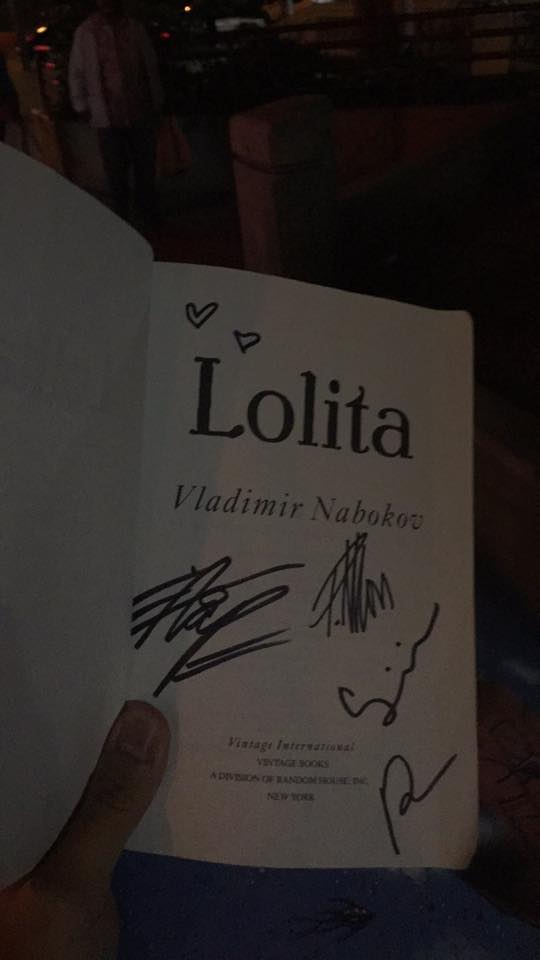 Lolita
Vladimir Nabokov
Vintage International
VINTAGE BOOKS
A DIVISION OF RANDOM HOUSE, INC.
NEW YORK